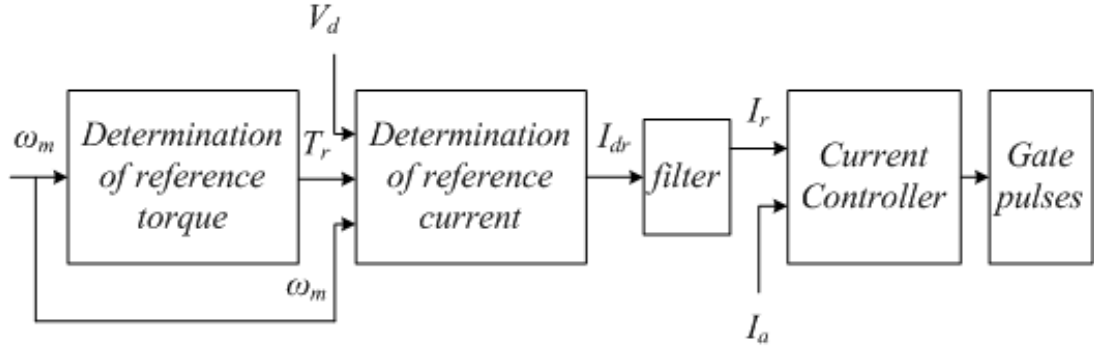 V_d
ω_m
Determination
of reference
torque
T_r
ω_m
Determination
of reference
current
I_dr
filter
I_r
I_a
Current
Controller
Gate
pulses